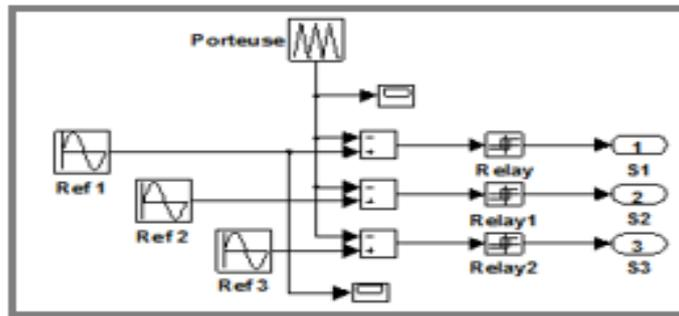 Porteuse
Ref 1
Ref 2
Ref 3
-
+
-
+
-
+
Relay
Relay1
Relay2
1
S1
2
S2
3
S3